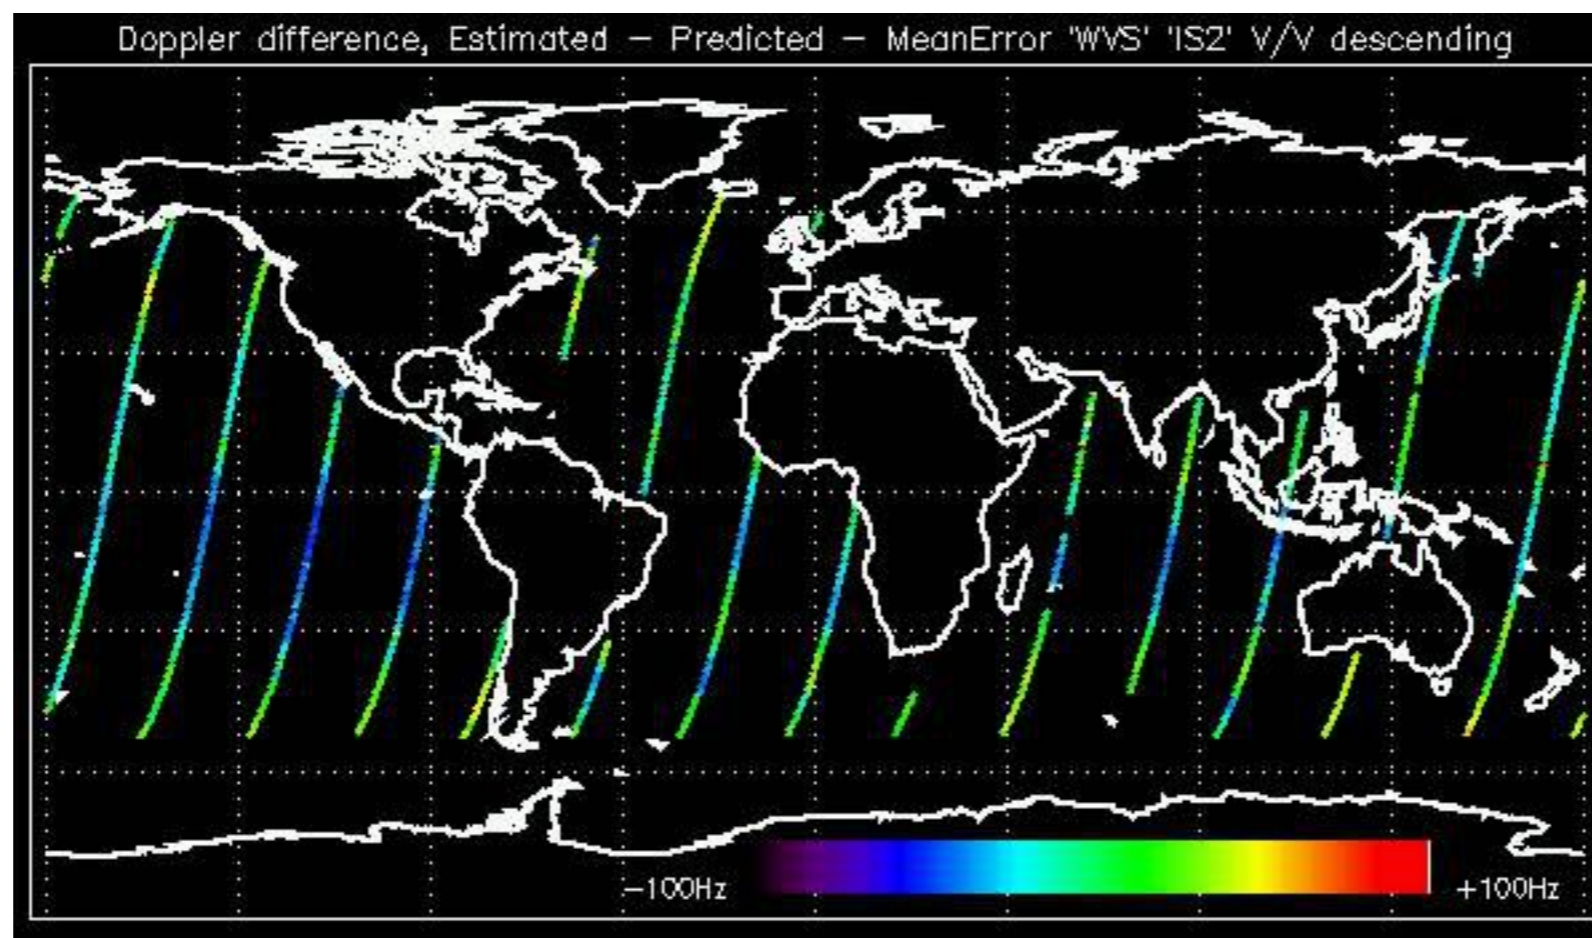 Doppler difference, Estimated – Predicted – MeanError 'WVS' 'IS2' V/V descending
–100Hz +100Hz